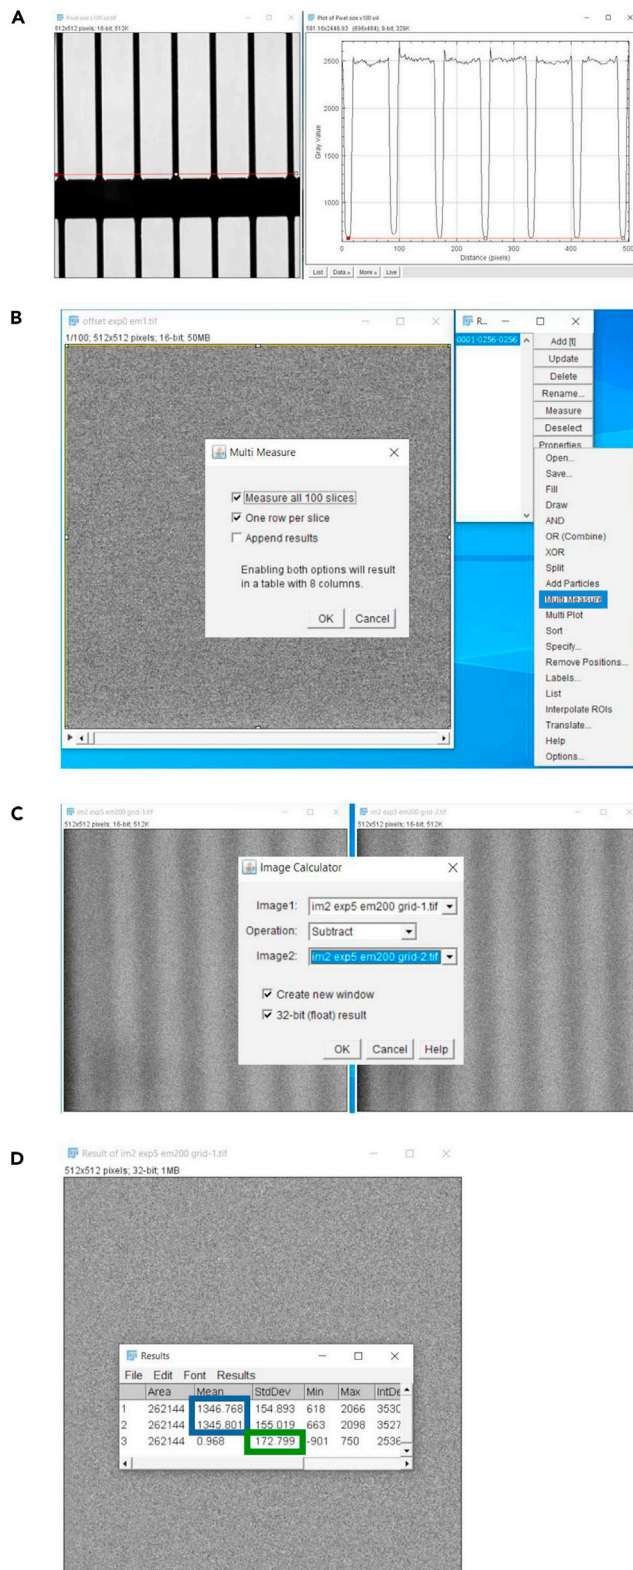 A
Pixel size x100 oil.tif
512x512 pixels; 16-bit; 512K
Plot of Pixel size x100 oil
581.16x2448.93 (696x484); 8-bit; 329K
2500
2000
1500
1000
Gray Value
0 100 200 300 400 500
Distance (pixels)
List Data » More » Live
B
offset exp0 em1.tif
1/100; 512x512 pixels; 16-bit; 50MB
R...
0001-0256-0256
Add [t]
Update
Delete
Rename...
Measure
Deselect
Properties...
Open...
Save...
Fill
Draw
AND
OR (Combine)
XOR
Split
Add Particles
Multi Measure
Multi Plot
Sort
Specify...
Remove Positions...
Labels...
List
Interpolate ROIs
Translate...
Help
Options...
Multi Measure
Measure all 100 slices
One row per slice
Append results
Enabling both options will result
in a table with 8 columns.
OK Cancel
C
im2 exp5 em200 grid-1.tif
512x512 pixels; 16-bit; 512K
im2 exp5 em200 grid-2.tif
512x512 pixels; 16-bit; 512K
Image Calculator
Image1: im2 exp5 em200 grid-1.tif
Operation: Subtract
Image2: im2 exp5 em200 grid-2.tif
Create new window
32-bit (float) result
OK Cancel Help
D
Result of im2 exp5 em200 grid-1.tif
512x512 pixels; 32-bit; 1MB
Results
File Edit Font Results
Area Mean StdDev Min Max IntDe
1 262144 1346.768 154.893 618 2066 3530
2 262144 1345.801 155.019 663 2098 3527
3 262144 0.968 172.799 -901 750 2536